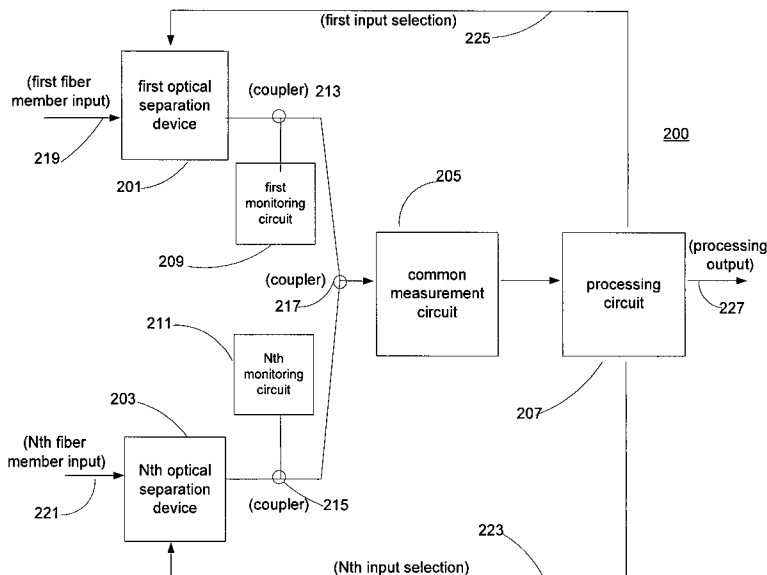 (first input selection)
225
(first fiber
member input)
219
first optical
separation
device
201
(coupler) 213
200
first
monitoring
circuit
209
205
common
measurement
circuit
processing
circuit
(processing
output)
227
(coupler)
217
211
Nth
monitoring
circuit
207
203
(Nth fiber
member input)
221
Nth optical
separation
device
(coupler) 215
223
(Nth input selection)